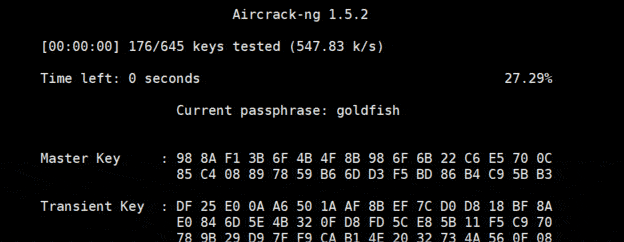 Aircrack-ng 1.5.2
[00:00:00] 176/645 keys tested (547.83 k/s)
Time left: 0 seconds 27.29%
Current passphrase: goldfish
Master Key : 98 8A F1 3B 6F 4B 4F 8B 98 6F 6B 22 C6 E5 70 0C
85 C4 08 89 78 59 B6 6D D3 F5 BD 86 B4 C9 5B B3
Transient Key : DF 25 E0 0A A6 50 1A AF 8B EF 7C D0 D8 18 BF 8A
E0 84 6D 5E 4B 32 0F D8 FD 5C E8 5B 11 F5 C9 70
78 9B 29 D9 7F F9 CA B1 4F 20 32 73 4A 56 0F 08